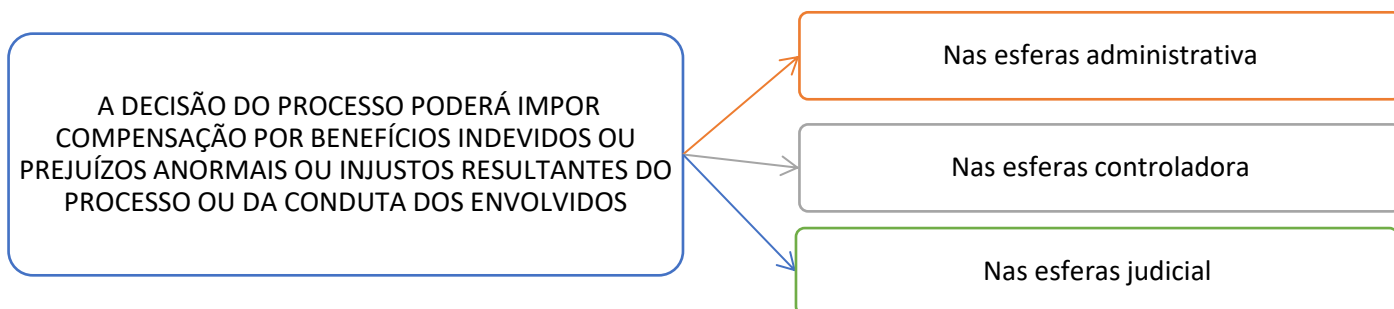 A DECISÃO DO PROCESSO PODERÁ IMPOR
COMPENSAÇÃO POR BENEFÍCIOS INDEVIDOS OU
PREJUÍZOS ANORMAIS OU INJUSTOS RESULTANTES DO
PROCESSO OU DA CONDUTA DOS ENVOLVIDOS
Nas esferas administrativa
Nas esferas controladora
Nas esferas judicial